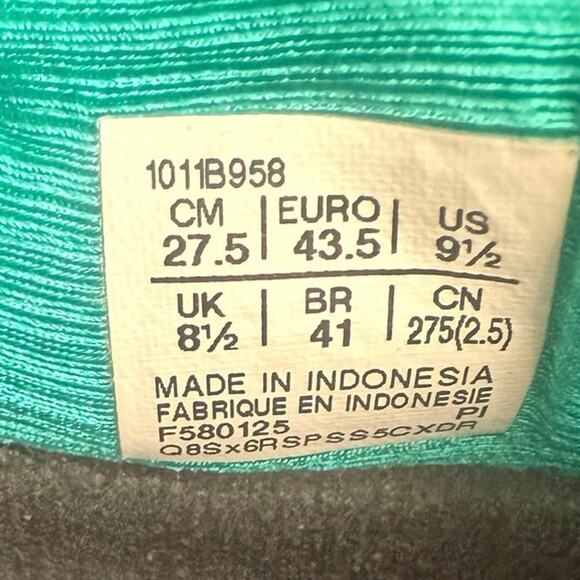 1011B958
CM | EURO | US
27.5 | 43.5 | 9½
UK | BR | CN
8½ | 41 | 275(2.5)
MADE IN INDONESIA
FABRIQUE EN INDONESIE
F580125 PI
Q8Sx6RSPSS5CXDR